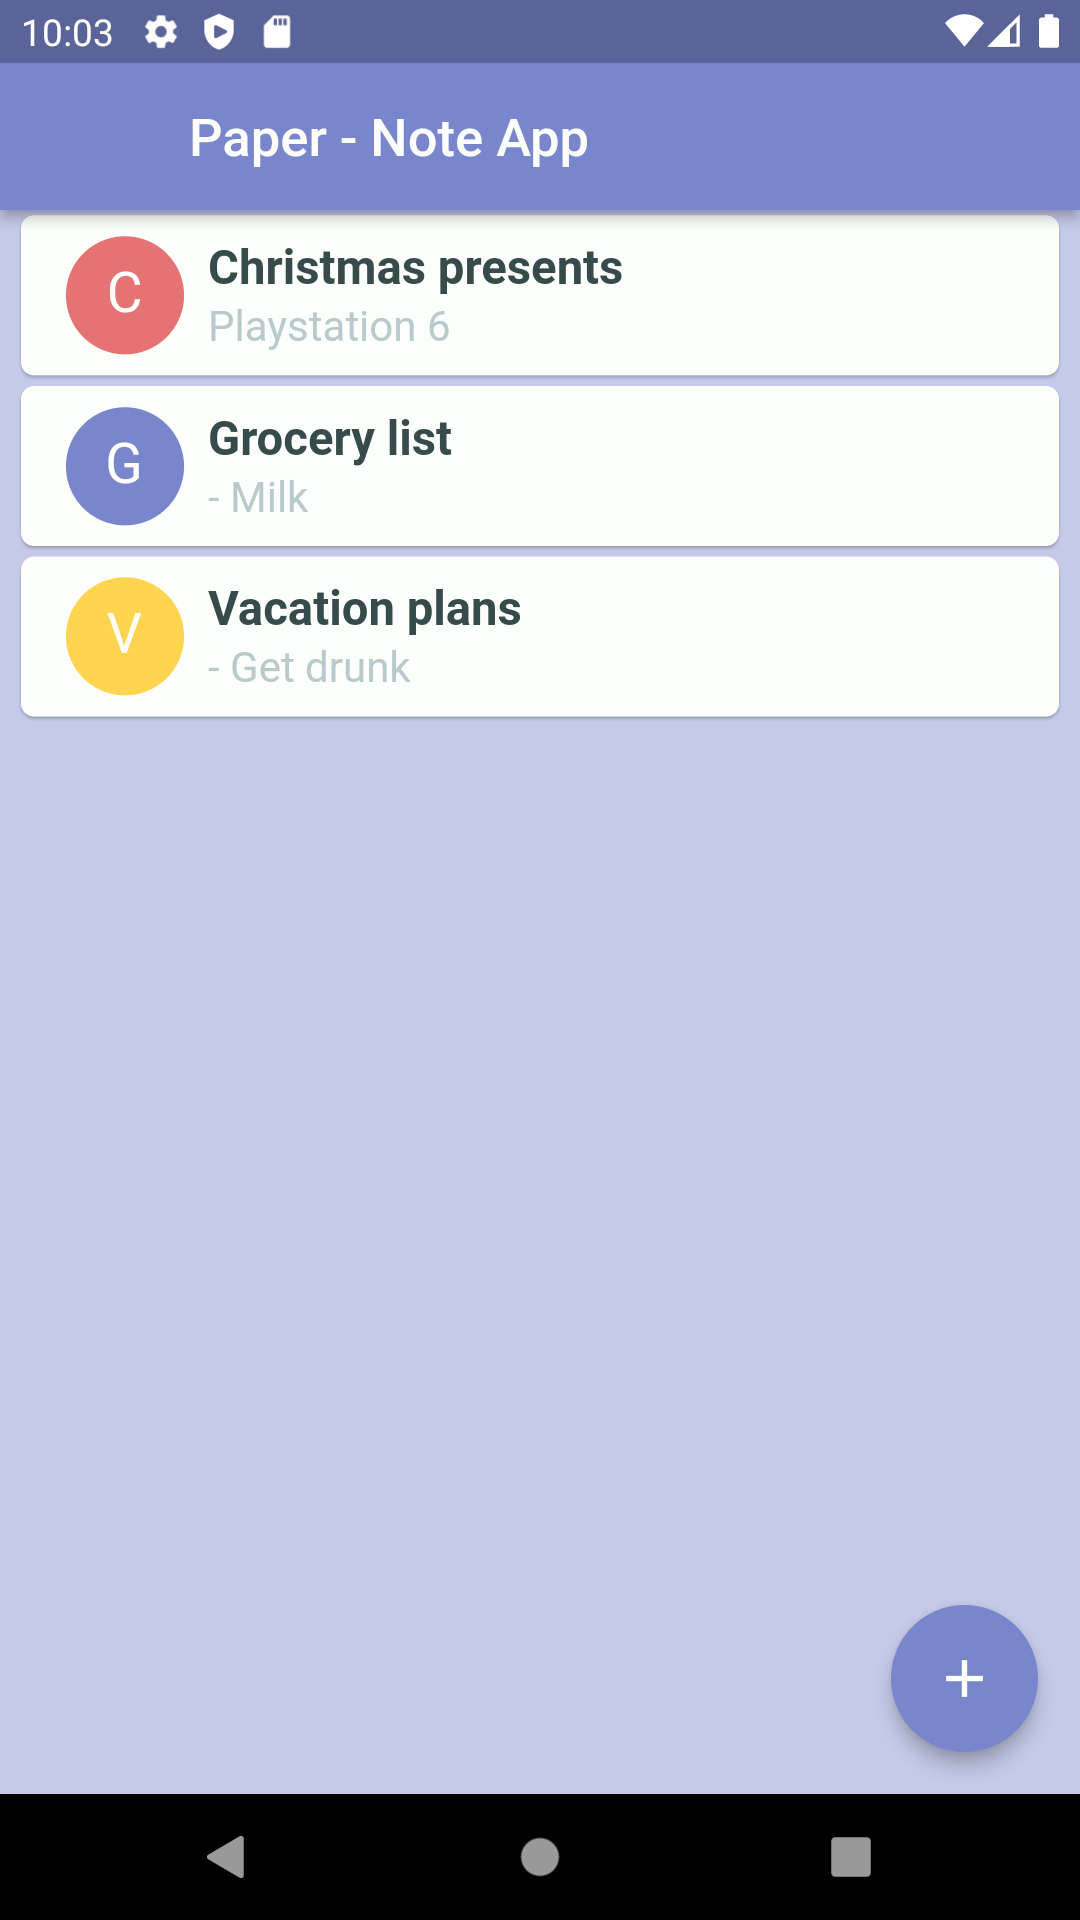 10:03
Paper - Note App
C
Christmas presents
Playstation 6
G
Grocery list
- Milk
V
Vacation plans
- Get drunk
+